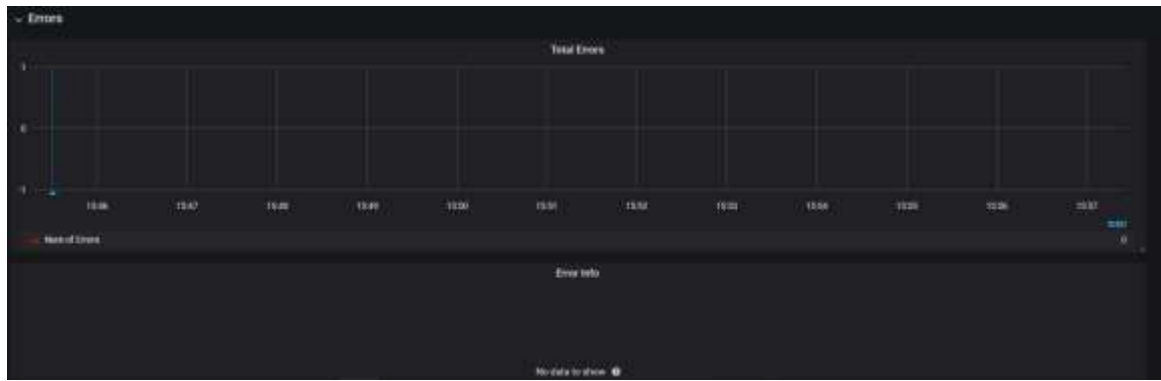 Errors
Total Errors
1
0
-1
15:46 15:47 15:48 15:49 15:50 15:51 15:52 15:53 15:54 15:55 15:56 15:57
Num of Errors 0
Error Info
No data to show